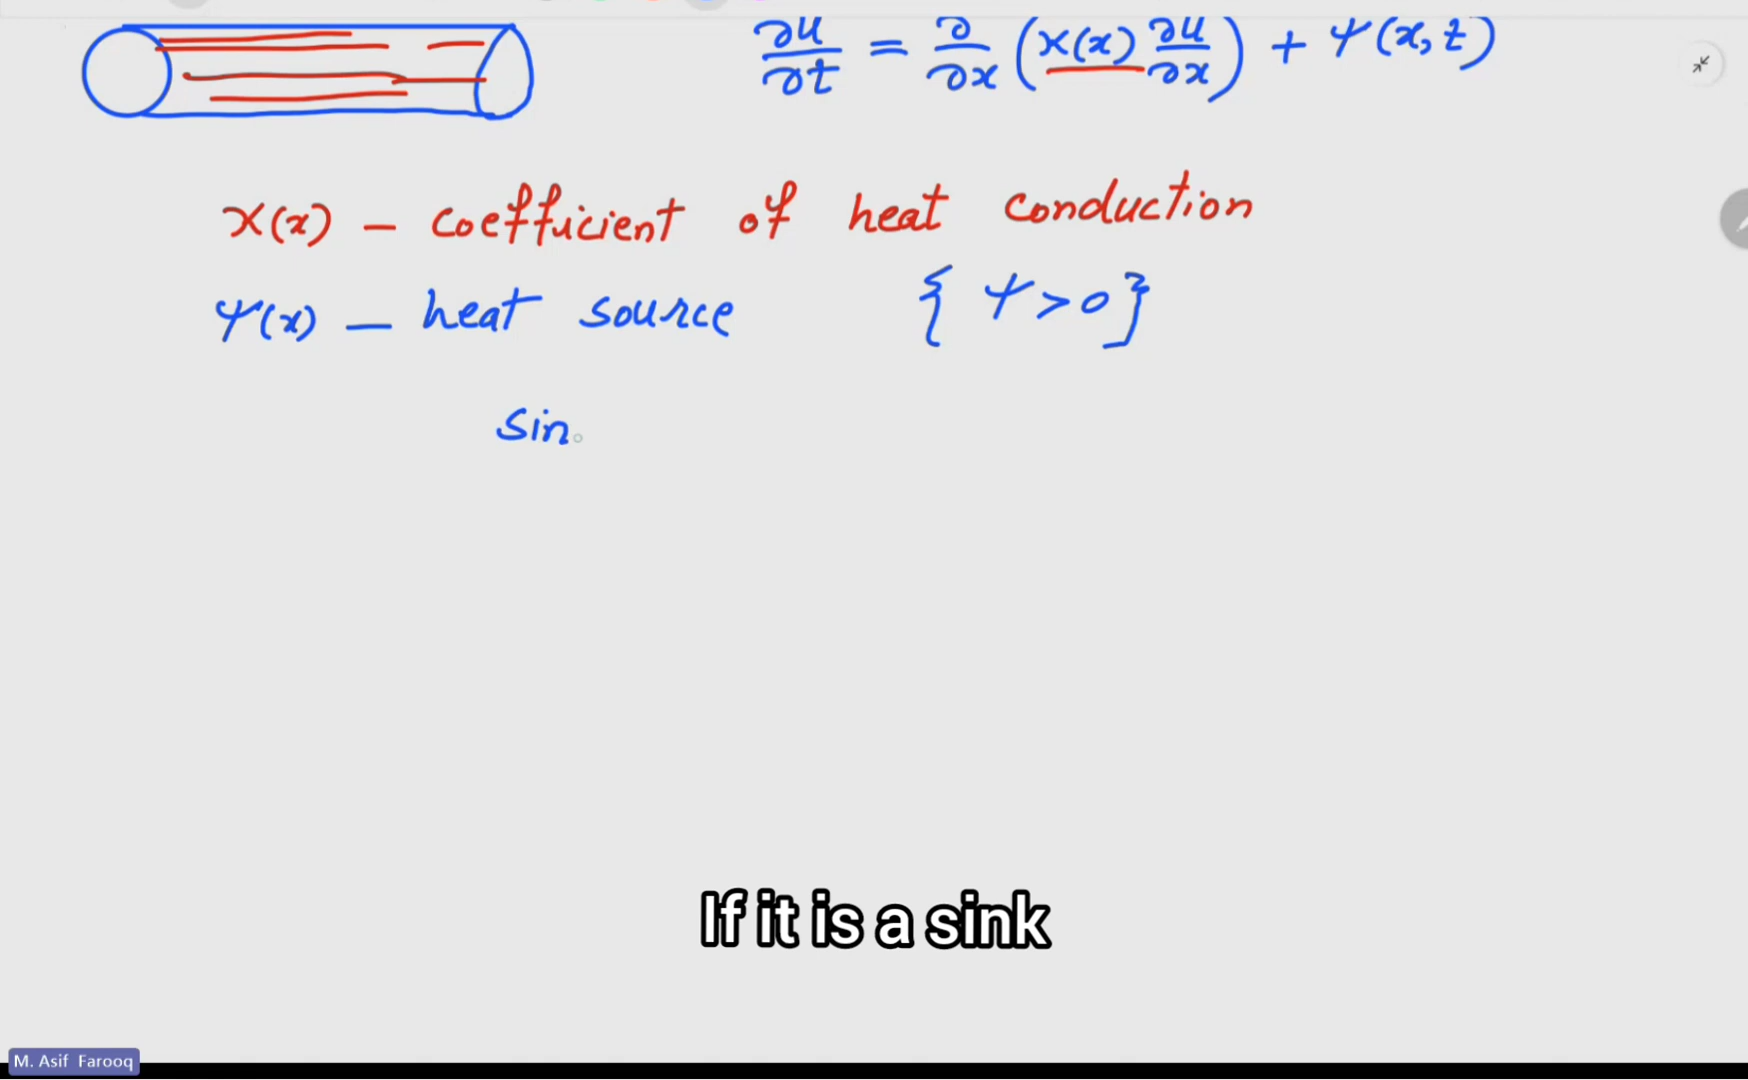 ∂u/∂t = ∂/∂x (χ(x) ∂u/∂x) + ψ(x, t)
χ(x) – coefficient of heat conduction
ψ(x) – heat source { ψ > 0 }
sin
If it is a sink
M. Asif Farooq